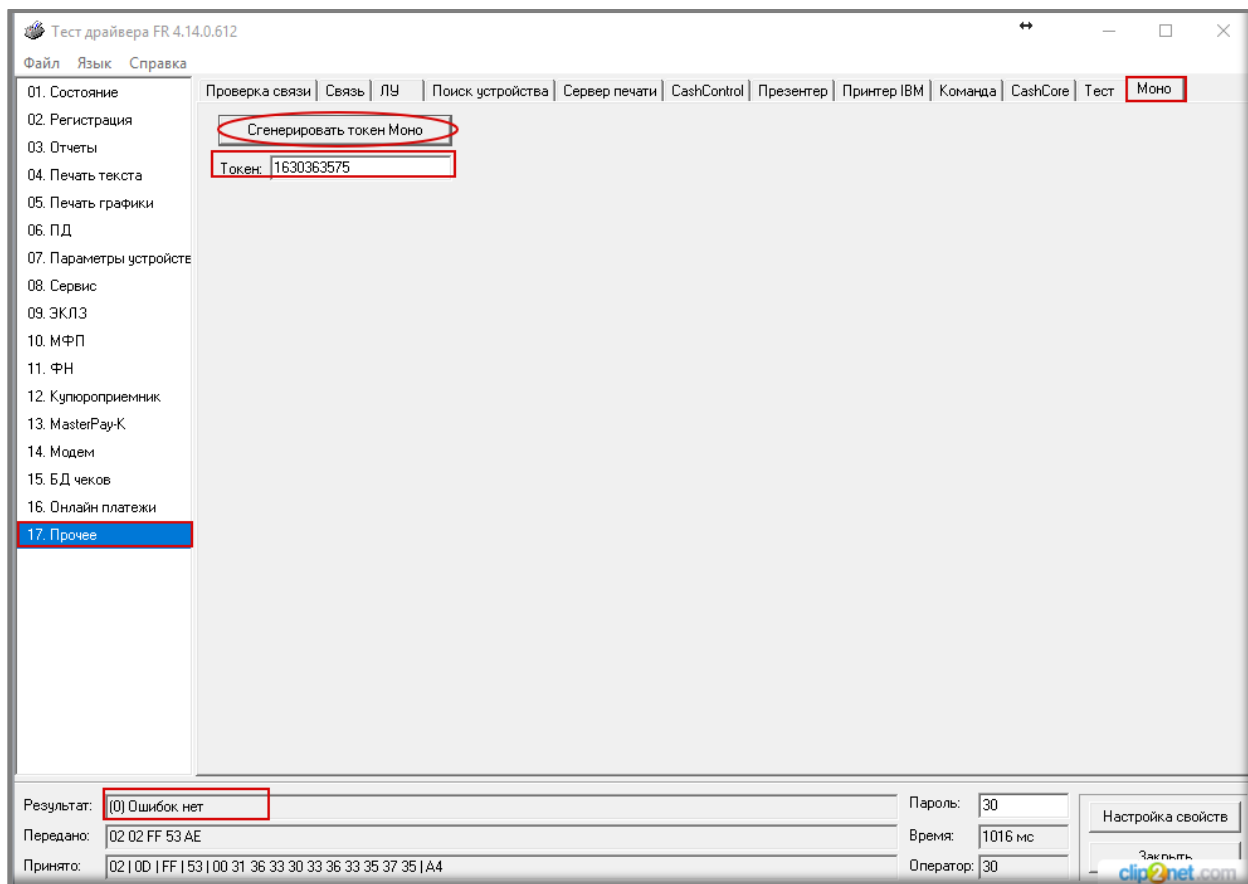 Тест драйвера FR 4.14.0.612
Файл Язык Справка
01. Состояние
02. Регистрация
03. Отчеты
04. Печать текста
05. Печать графики
06. ПД
07. Параметры устройств
08. Сервис
09. ЭКЛЗ
10. МФП
11. ФН
12. Купюроприемник
13. MasterPay-K
14. Модем
15. БД чеков
16. Онлайн платежи
17. Прочее
Проверка связи Связь ЛУ Поиск устройства Сервер печати CashControl Презентер Принтер IBM Команда CashCore Тест Моно
Сгенерировать токен Моно
Токен: 1630363575
Результат: (0) Ошибок нет
Передано: 02 02 FF 53 AE
Принято: 02 | 0D | FF | 53 | 00 31 36 33 30 33 36 33 35 37 35 | A4
Пароль: 30
Время: 1016 мс
Оператор: 30
Настройка свойств
Закрыть
clip2net.com